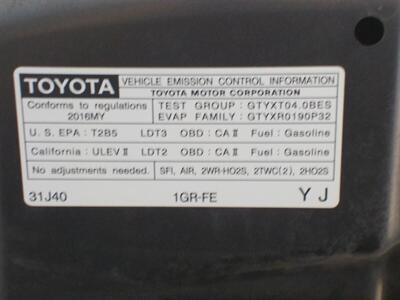 TOYOTA VEHICLE EMISSION CONTROL INFORMATION
TOYOTA MOTOR CORPORATION
Conforms to regulations TEST GROUP : GTYXT04.0BES
2016MY EVAP FAMILY : GTYXR0190P32
U.S. EPA : T2B5 LDT3 OBD : CA II Fuel : Gasoline
California : ULEV II LDT2 OBD : CA II Fuel : Gasoline
No adjustments needed. SFI, AIR, 2WR-HO2S, 2TWC(2), 2HO2S
31J40 1GR-FE Y J